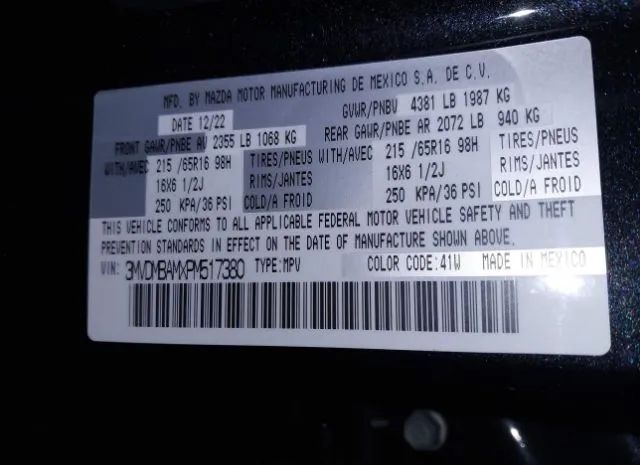 MFD. BY MAZDA MOTOR MANUFACTURING DE MEXICO S.A. DE C.V.
DATE 12/22 GVWR/PNBV 4381 LB 1987 KG
FRONT GAWR/PNBE AV 2355 LB 1068 KG REAR GAWR/PNBE AR 2072 LB 940 KG
WITH/AVEC 215 /65R16 98H TIRES/PNEUS WITH/AVEC 215 /65R16 98H TIRES/PNEUS
16X6 1/2J RIMS/JANTES 16X6 1/2J RIMS/JANTES
250 KPA/36 PSI COLD/A FROID 250 KPA/36 PSI COLD/A FROID
THIS VEHICLE CONFORMS TO ALL APPLICABLE FEDERAL MOTOR VEHICLE SAFETY AND THEFT
PREVENTION STANDARDS IN EFFECT ON THE DATE OF MANUFACTURE SHOWN ABOVE.
VIN: 3MVDMBAMXPM517380 TYPE:MPV COLOR CODE:41W MADE IN MEXICO